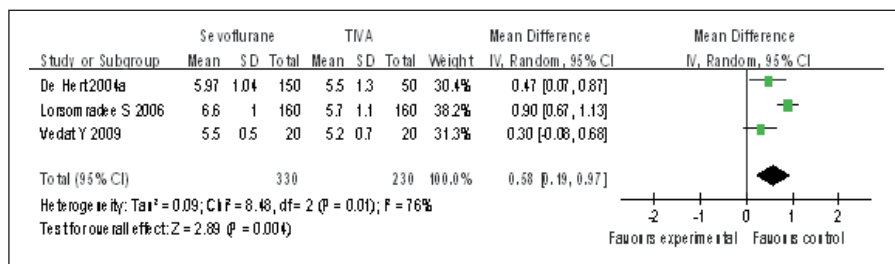 Sevoflurane TIVA Mean Difference Mean Difference
Study or Subgroup Mean SD Total Mean SD Total Weight IV, Random, 95% CI IV, Random, 95% CI
De Hert2004a 5.97 1.04 150 5.5 1.3 50 30.4% 0.47 [0.07, 0.87]
Lorsomradee S 2006 6.6 1 160 5.7 1.1 160 38.2% 0.90 [0.67, 1.13]
Vedat Y 2009 5.5 0.5 20 5.2 0.7 20 31.3% 0.30 [-0.08, 0.68]
Total (95% CI) 330 230 100.0% 0.58 [0.19, 0.97]
Heterogeneity: Tau² = 0.09; Chi² = 8.48, df= 2 (P = 0.01); I² = 76%
Test for overall effect: Z = 2.89 (P = 0.004)
-2 -1 0 1 2
Favours experimental Favours control